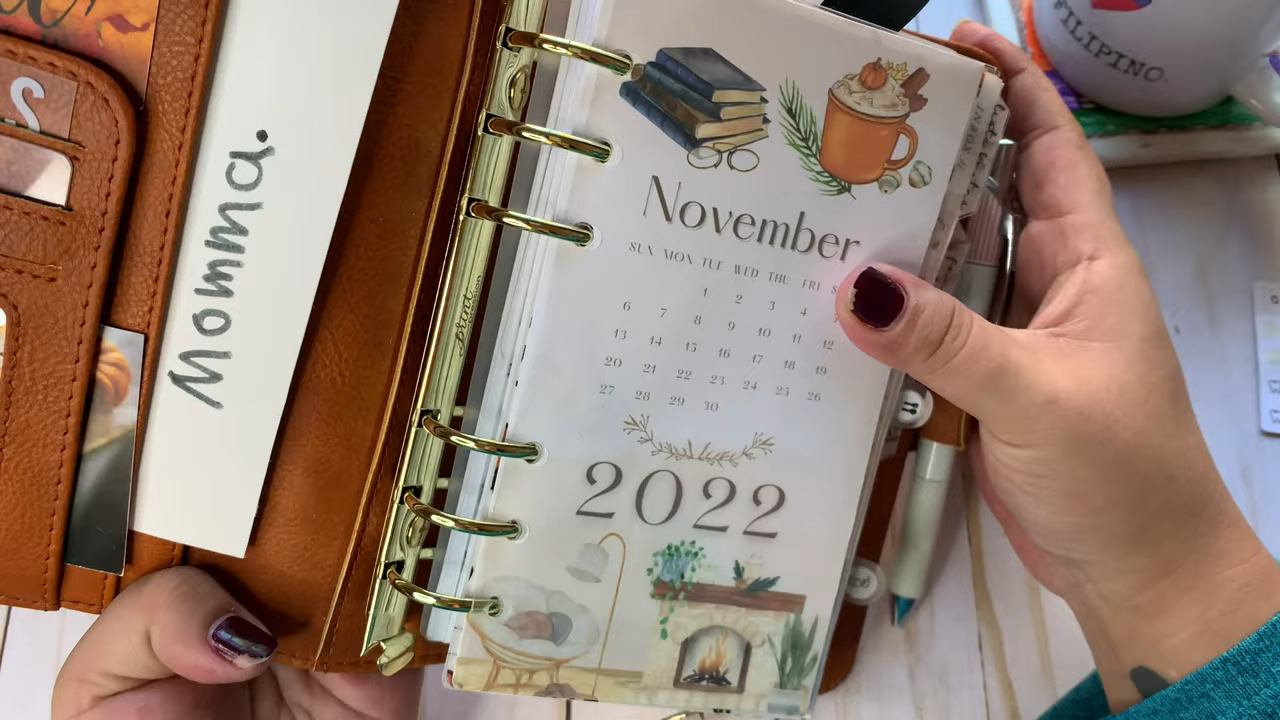 Momma.
November
SUN MON TUE WED THU FRI
1 2 3 4
6 7 8 9 10 11 12
13 14 15 16 17 18 19
20 21 22 23 24 25 26
27 28 29 30
2022
FILIPINO.